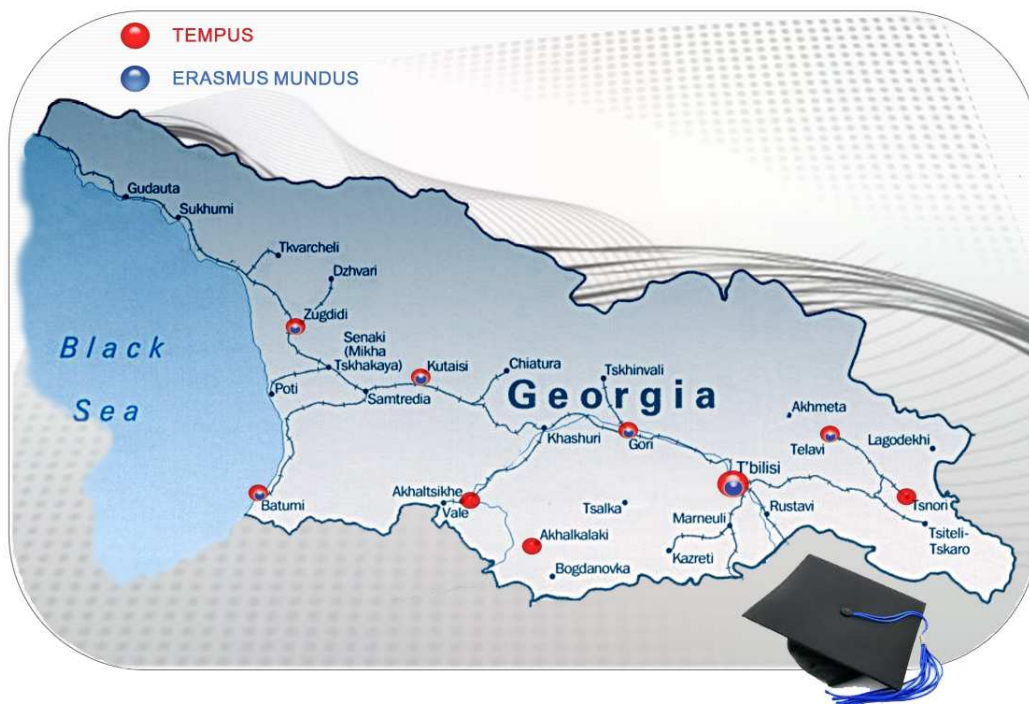 TEMPUS
ERASMUS MUNDUS
Gudauta
Sukhumi
Tkvarcheli
Dzhvari
Zugdidi
Senaki
(Mikha
Tskhakaya)
Kutaisi
Chiatura
Tskhinvali
Black
Sea
Georgia
Poti
Samtredia
Akhmeta
Khashuri
Gori
Telavi
Lagodekhi
T'bilisi
Batumi
Akhaltsikhe
Vale
Tsalka
Marneuli
Rustavi
Tsnori
Tsiteli-
Tskaro
Akhalkalaki
Kazreti
Bogdanovka